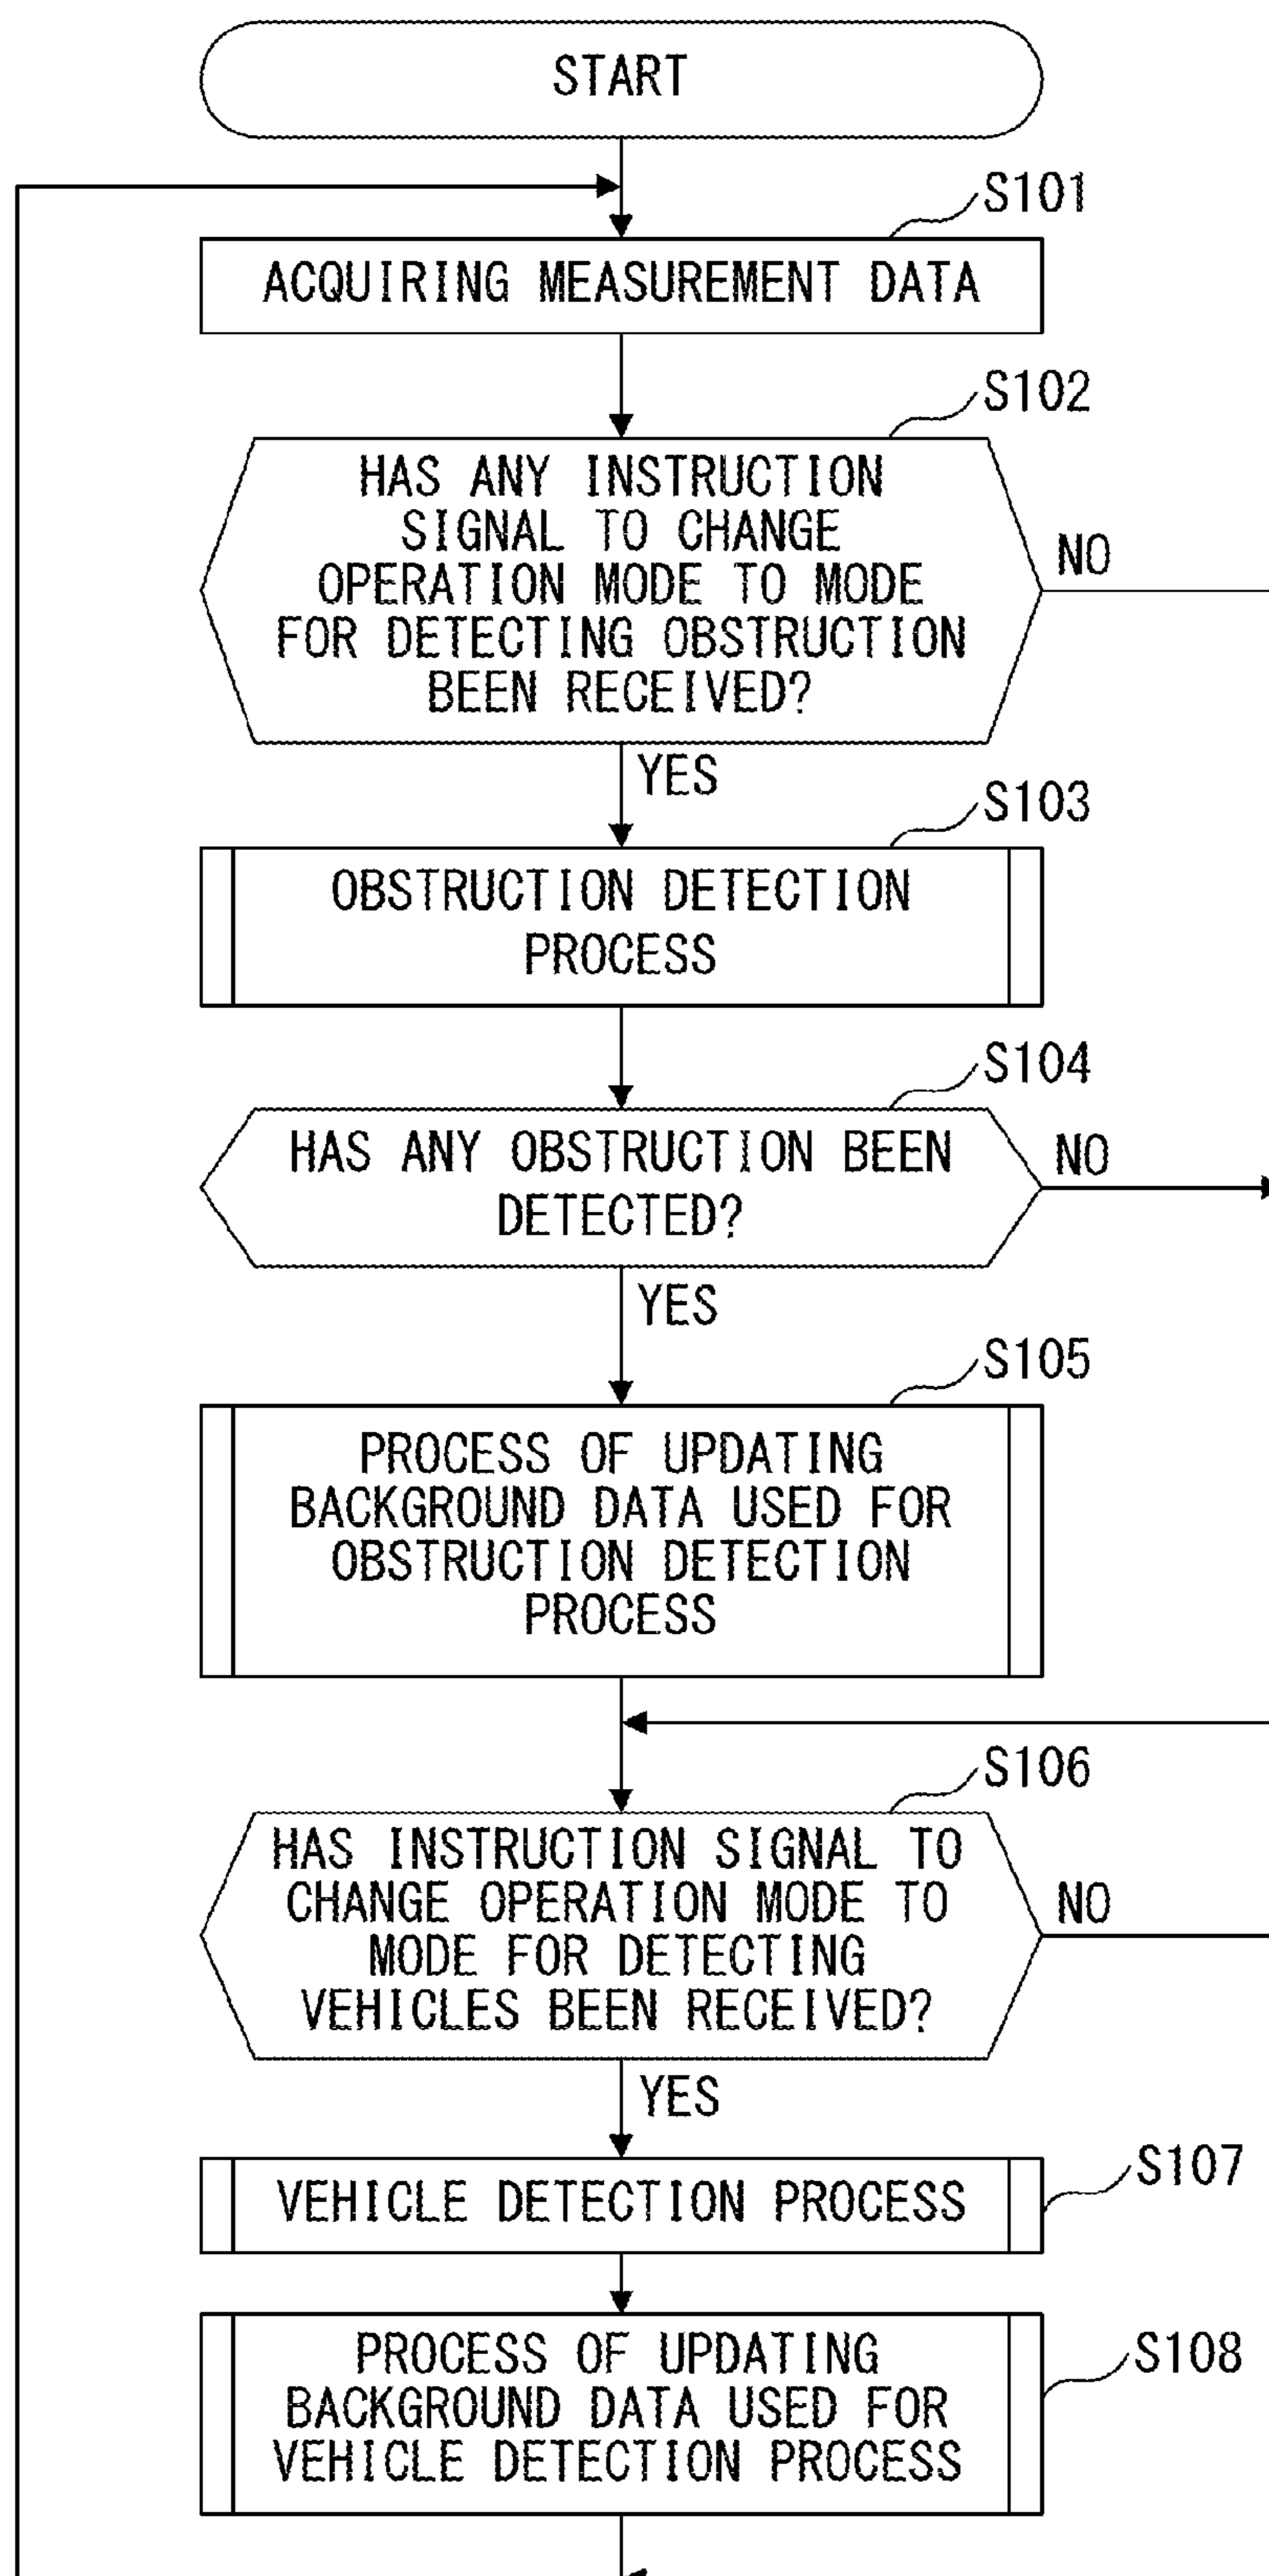 START
S101
ACQUIRING MEASUREMENT DATA
S102
HAS ANY INSTRUCTION
SIGNAL TO CHANGE
OPERATION MODE TO MODE
FOR DETECTING OBSTRUCTION
BEEN RECEIVED?
NO
YES
S103
OBSTRUCTION DETECTION
PROCESS
S104
HAS ANY OBSTRUCTION BEEN
DETECTED?
NO
YES
S105
PROCESS OF UPDATING
BACKGROUND DATA USED FOR
OBSTRUCTION DETECTION
PROCESS
S106
HAS INSTRUCTION SIGNAL TO
CHANGE OPERATION MODE TO
MODE FOR DETECTING
VEHICLES BEEN RECEIVED?
NO
YES
S107
VEHICLE DETECTION PROCESS
S108
PROCESS OF UPDATING
BACKGROUND DATA USED FOR
VEHICLE DETECTION PROCESS